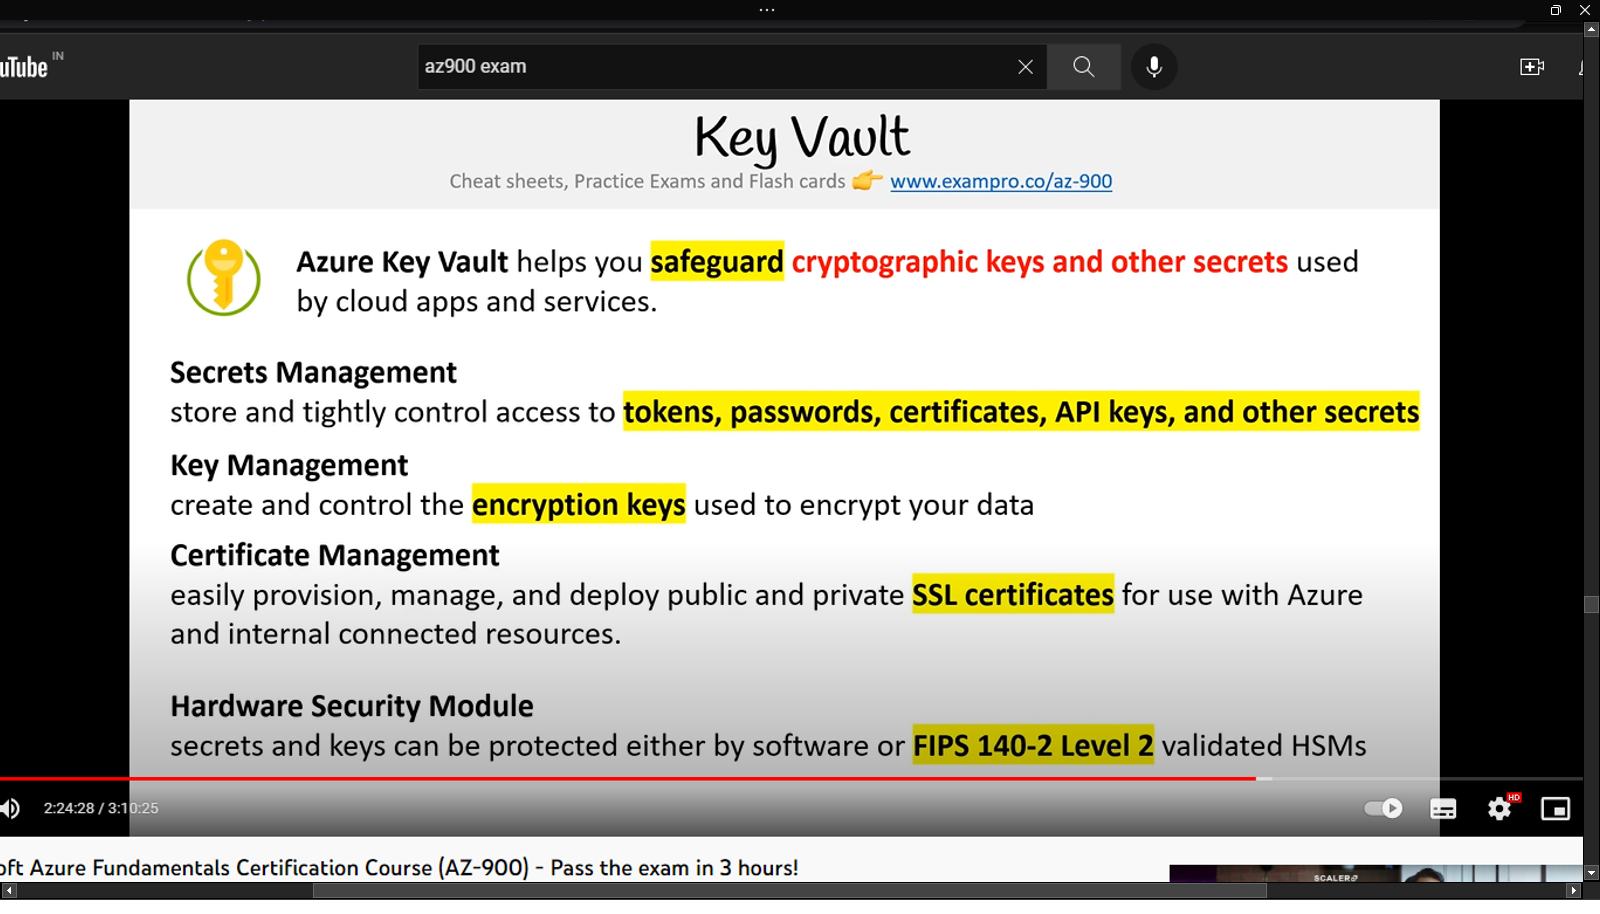 uTube IN
az900 exam
Key Vault
Cheat sheets, Practice Exams and Flash cards 👉 www.exampro.co/az-900
Azure Key Vault helps you safeguard cryptographic keys and other secrets used
by cloud apps and services.
Secrets Management
store and tightly control access to tokens, passwords, certificates, API keys, and other secrets
Key Management
create and control the encryption keys used to encrypt your data
Certificate Management
easily provision, manage, and deploy public and private SSL certificates for use with Azure
and internal connected resources.
Hardware Security Module
secrets and keys can be protected either by software or FIPS 140-2 Level 2 validated HSMs
2:24:28 / 3:10:25
HD
oft Azure Fundamentals Certification Course (AZ-900) - Pass the exam in 3 hours!
SCALER